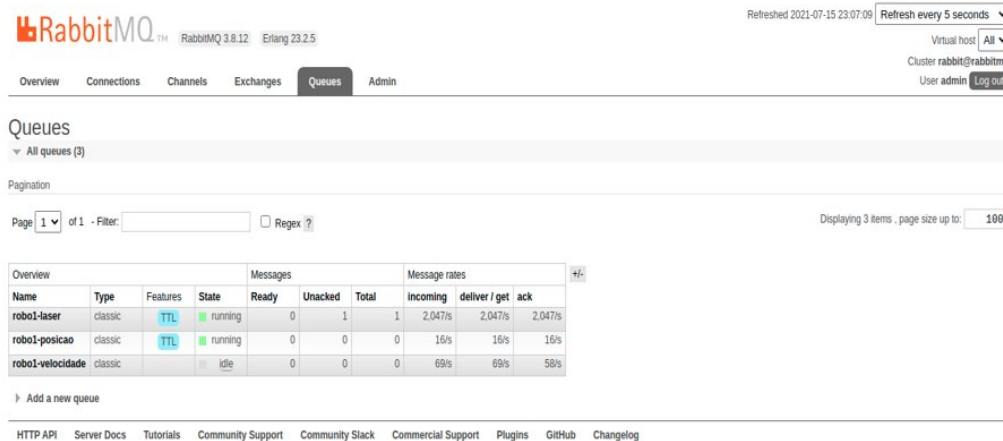 Refreshed 2021-07-15 23:07:09 Refresh every 5 seconds
RabbitMQ TM RabbitMQ 3.8.12 Erlang 23.2.5
Virtual host All
Cluster rabbit@rabbitm
User admin Log out
Overview Connections Channels Exchanges Queues Admin
Queues
All queues (3)
Pagination
Page 1 of 1 - Filter: Regex ?
Displaying 3 items , page size up to: 100
Overview Messages Message rates +/-
Name Type Features State Ready Unacked Total incoming deliver / get ack
robo1-laser classic TTL running 0 1 1 2,047/s 2,047/s 2,047/s
robo1-posicao classic TTL running 0 0 0 16/s 16/s 16/s
robo1-velocidade classic idle 0 0 0 69/s 69/s 58/s
Add a new queue
HTTP API Server Docs Tutorials Community Support Community Slack Commercial Support Plugins GitHub Changelog